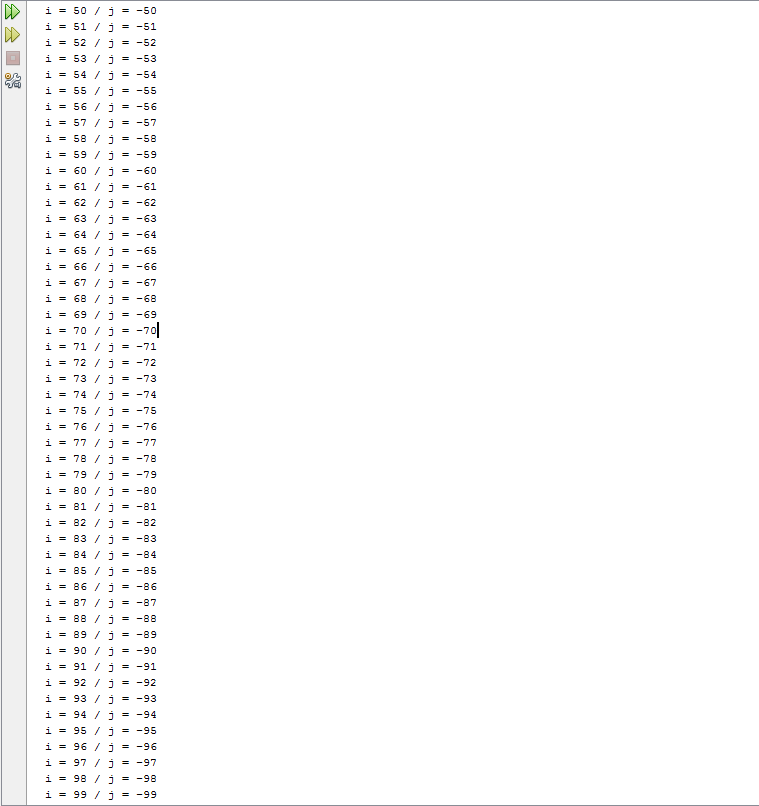 i = 50 / j = -50
i = 51 / j = -51
i = 52 / j = -52
i = 53 / j = -53
i = 54 / j = -54
i = 55 / j = -55
i = 56 / j = -56
i = 57 / j = -57
i = 58 / j = -58
i = 59 / j = -59
i = 60 / j = -60
i = 61 / j = -61
i = 62 / j = -62
i = 63 / j = -63
i = 64 / j = -64
i = 65 / j = -65
i = 66 / j = -66
i = 67 / j = -67
i = 68 / j = -68
i = 69 / j = -69
i = 70 / j = -70
i = 71 / j = -71
i = 72 / j = -72
i = 73 / j = -73
i = 74 / j = -74
i = 75 / j = -75
i = 76 / j = -76
i = 77 / j = -77
i = 78 / j = -78
i = 79 / j = -79
i = 80 / j = -80
i = 81 / j = -81
i = 82 / j = -82
i = 83 / j = -83
i = 84 / j = -84
i = 85 / j = -85
i = 86 / j = -86
i = 87 / j = -87
i = 88 / j = -88
i = 89 / j = -89
i = 90 / j = -90
i = 91 / j = -91
i = 92 / j = -92
i = 93 / j = -93
i = 94 / j = -94
i = 95 / j = -95
i = 96 / j = -96
i = 97 / j = -97
i = 98 / j = -98
i = 99 / j = -99